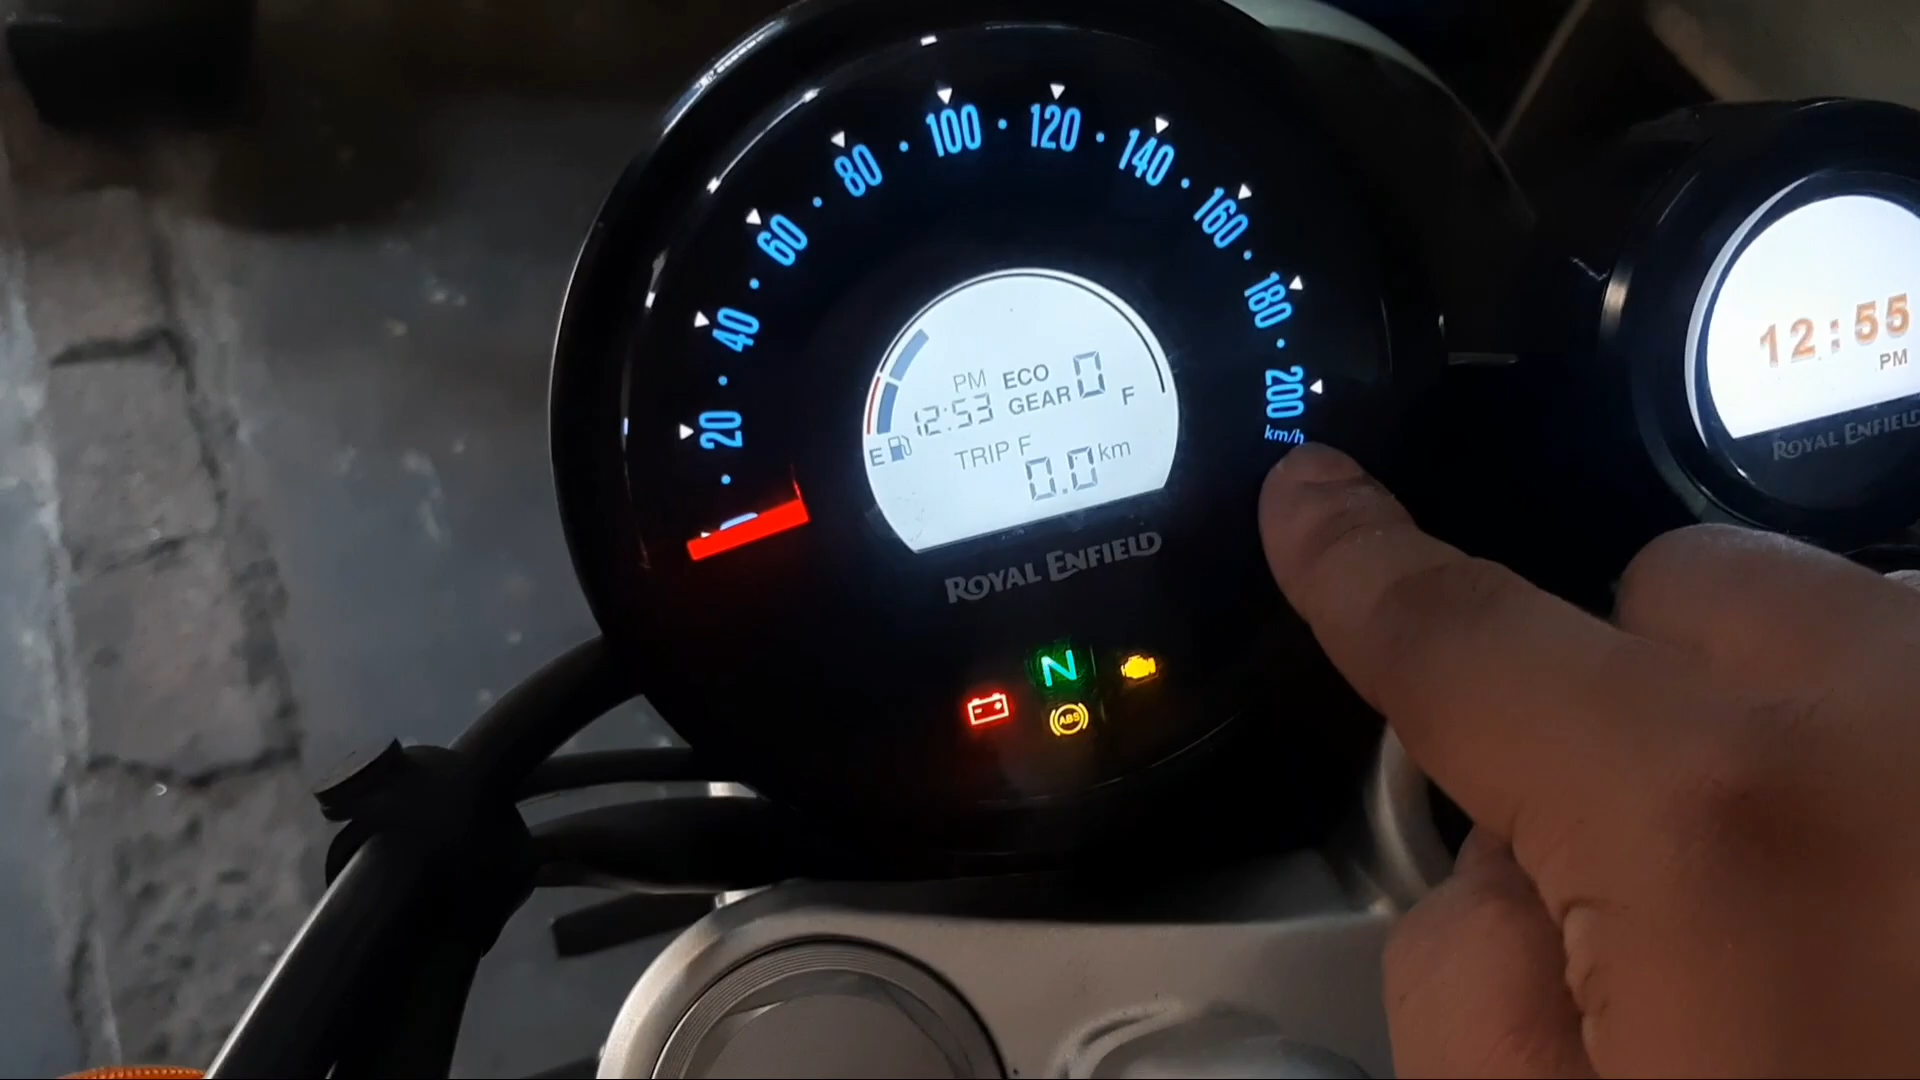 20
40
60
80
100
120
140
160
180
200
km/h
PM ECO 0
12:53 GEAR F
E
TRIP F
0.0 km
ROYAL ENFIELD
N
ABS
12:55
PM
ROYAL ENFIELD